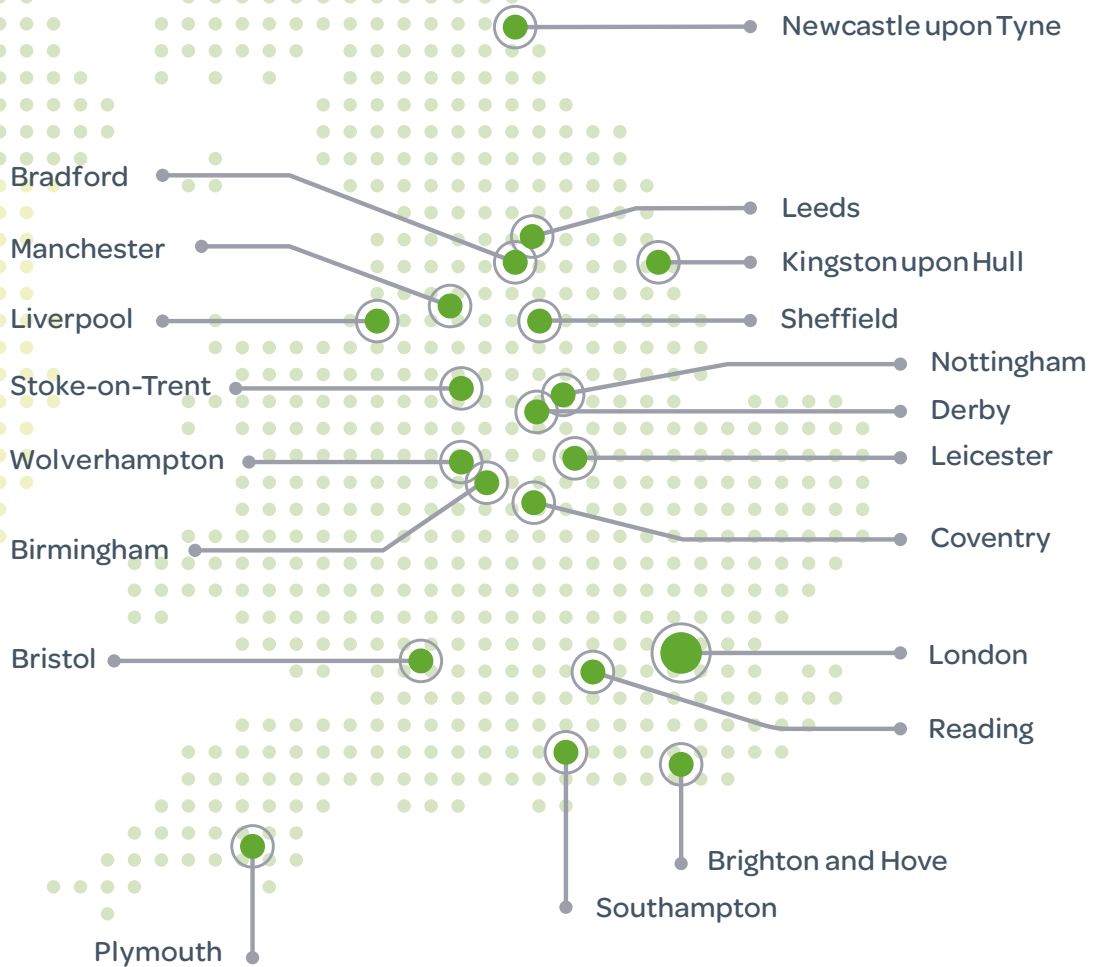 Newcastle upon Tyne
Bradford
Leeds
Manchester
Kingston upon Hull
Liverpool
Sheffield
Nottingham
Stoke-on-Trent
Derby
Wolverhampton
Leicester
Coventry
Birmingham
Bristol
London
Reading
Brighton and Hove
Southampton
Plymouth